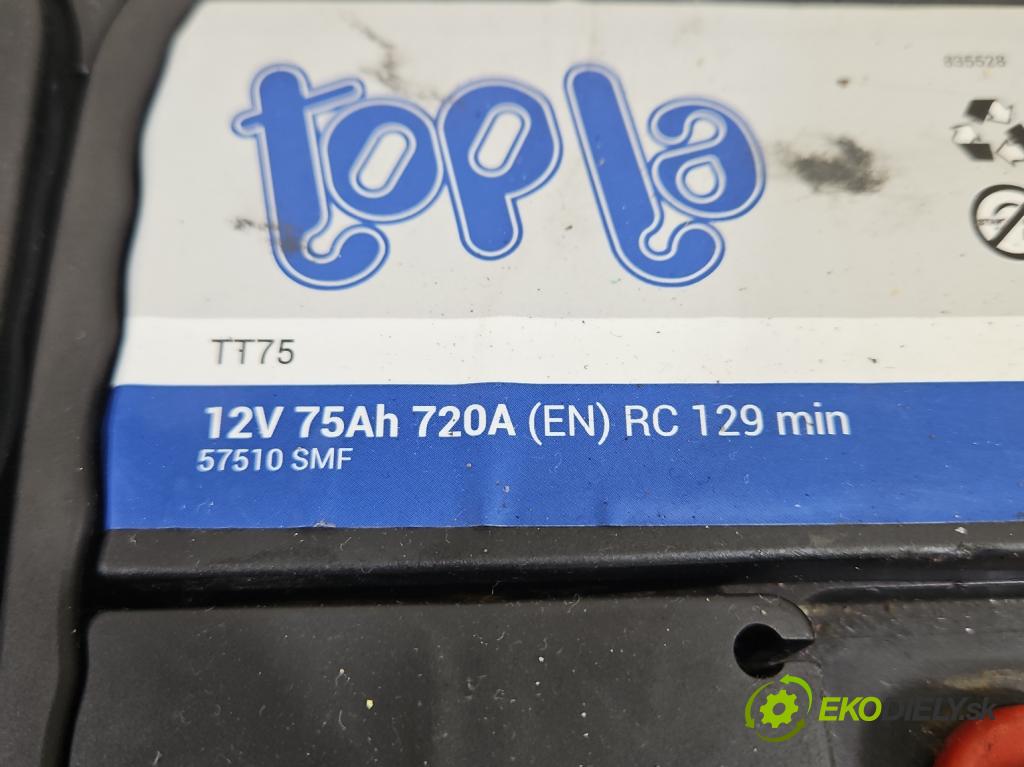 835528
topla
TT75
12V 75Ah 720A (EN) RC 129 min
57510 SMF
EKODIELY.sk